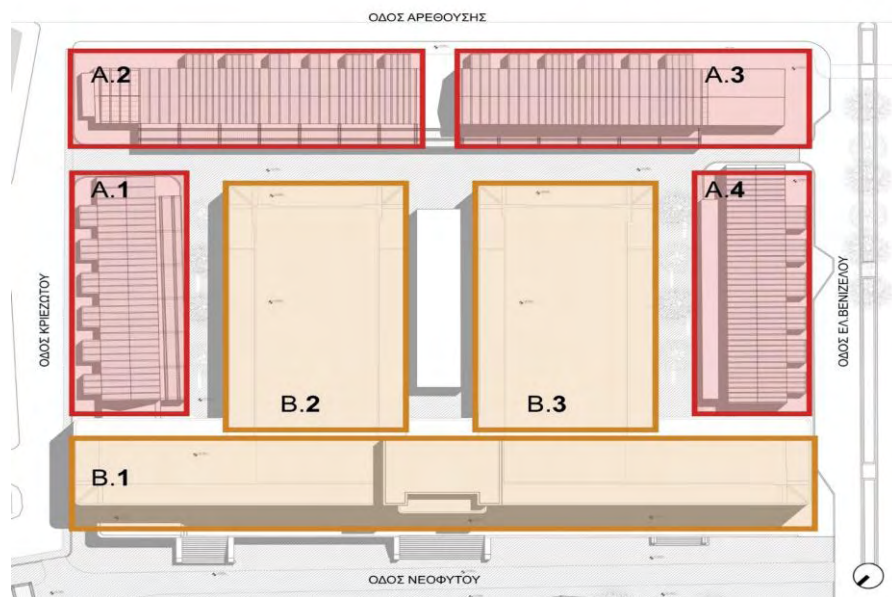 ΟΔΟΣ ΑΡΕΘΟΥΣΗΣ
A.2
A.3
A.1
A.4
ΟΔΟΣ ΚΡΙΕΖΩΤΟΥ
ΟΔΟΣ ΕΛ.ΒΕΝΙΖΕΛΟΥ
B.2
B.3
B.1
ΟΔΟΣ ΝΕΟΦΥΤΟΥ